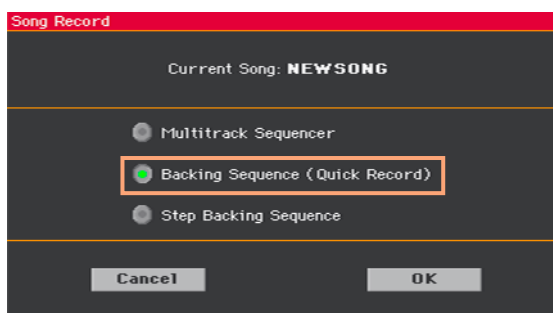 Song Record
Current Song: NEWSONG
Multitrack Sequencer
Backing Sequence (Quick Record)
Step Backing Sequence
Cancel OK